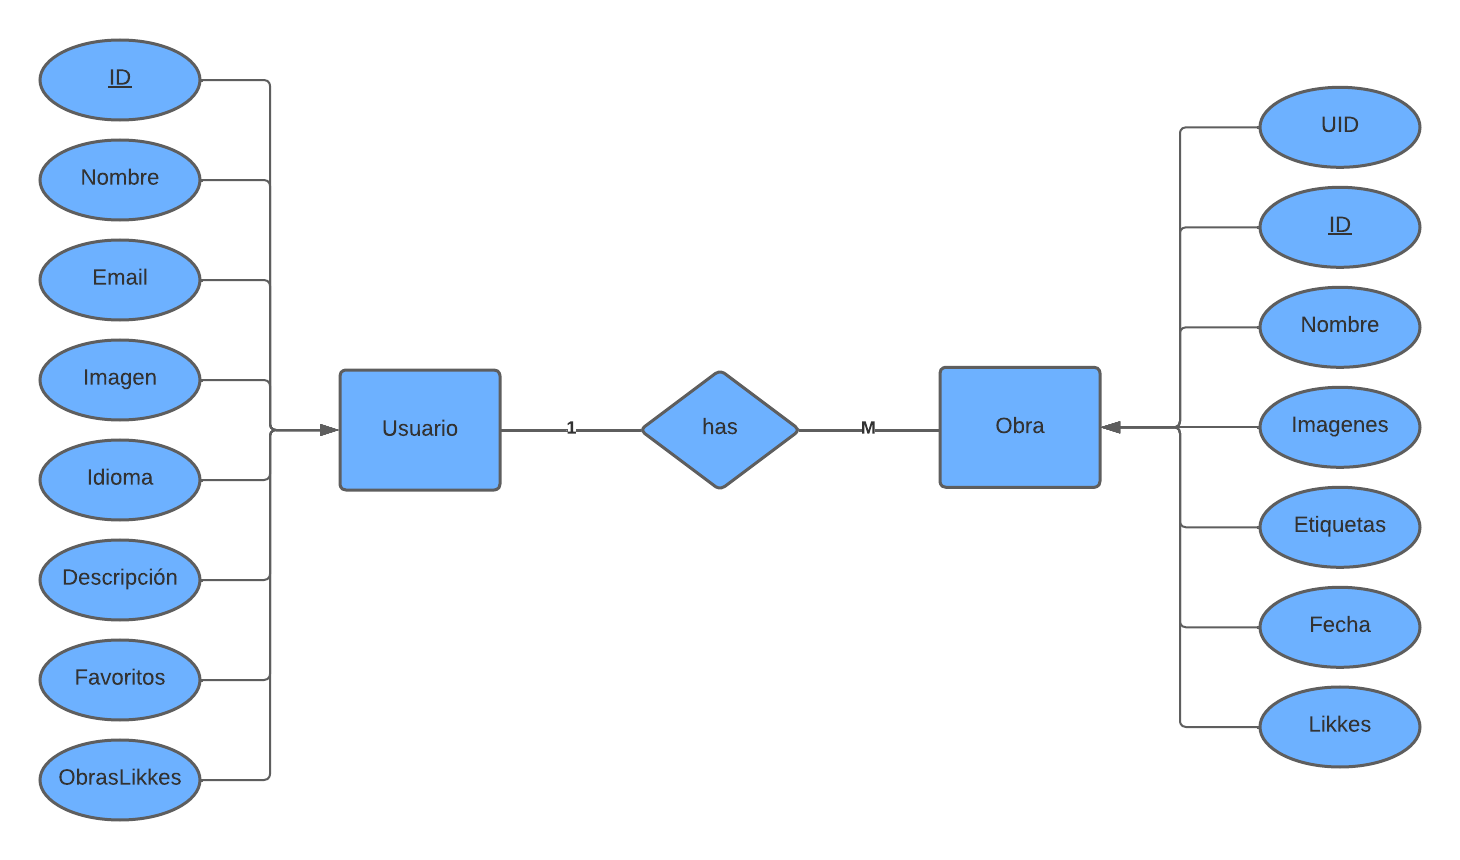 ID
Nombre
Email
Imagen
Idioma
Descripción
Favoritos
ObrasLikkes
Usuario
1
has
M
Obra
UID
ID
Nombre
Imagenes
Etiquetas
Fecha
Likkes